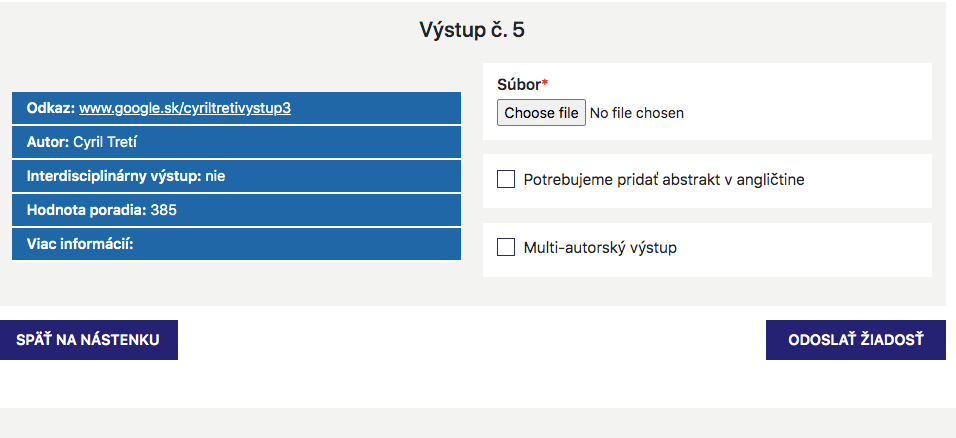 Výstup č. 5
Odkaz: www.google.sk/cyriltretivystup3
Autor: Cyril Tretí
Interdisciplinárny výstup: nie
Hodnota poradia: 385
Viac informácií:
Súbor*
Choose file No file chosen
Potrebujeme pridať abstrakt v angličtine
Multi-autorský výstup
SPÄŤ NA NÁSTENKU
ODOSLAŤ ŽIADOSŤ